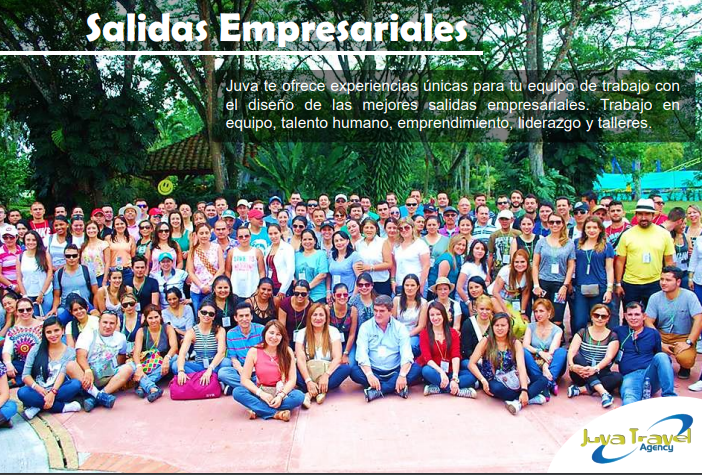 Salidas Empresariales
Juva te ofrece experiencias únicas para tu equipo de trabajo con
el diseño de las mejores salidas empresariales. Trabajo en
equipo, talento humano, emprendimiento, liderazgo y talleres.
Juva Travel
Agency